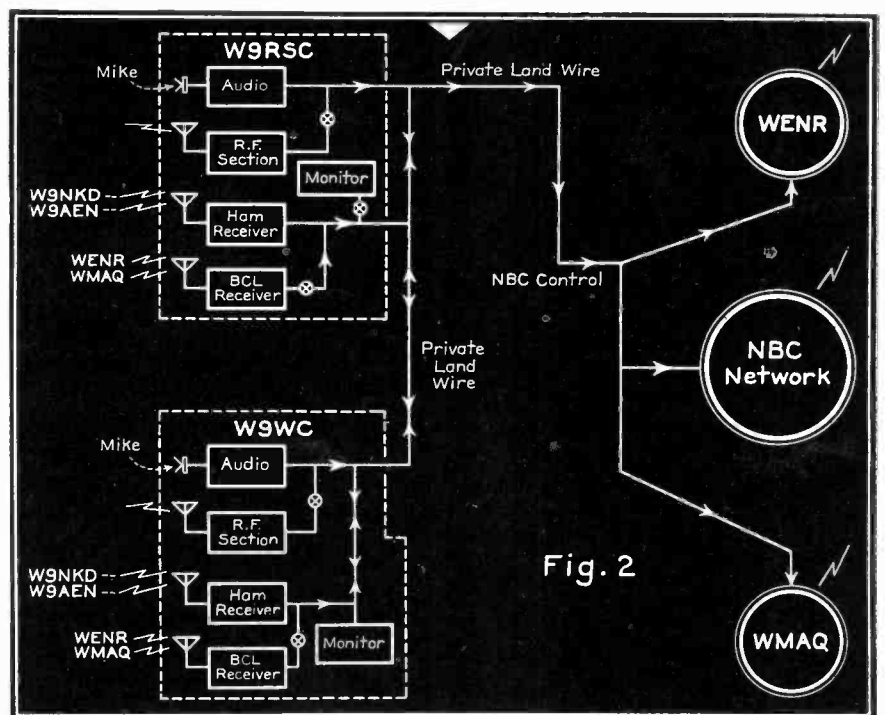 W9RSC
Mike
Audio
R.F.
Section
Monitor
W9NKD
W9AEN
Ham
Receiver
WENR
WMAQ
BCL
Receiver
Private Land Wire
WENR
NBC Control
NBC
Network
Private
Land
Wire
W9WC
Mike
Audio
R.F.
Section
W9NKD
W9AEN
Ham
Receiver
WENR
WMAQ
BCL
Receiver
Monitor
Fig. 2
WMAQ